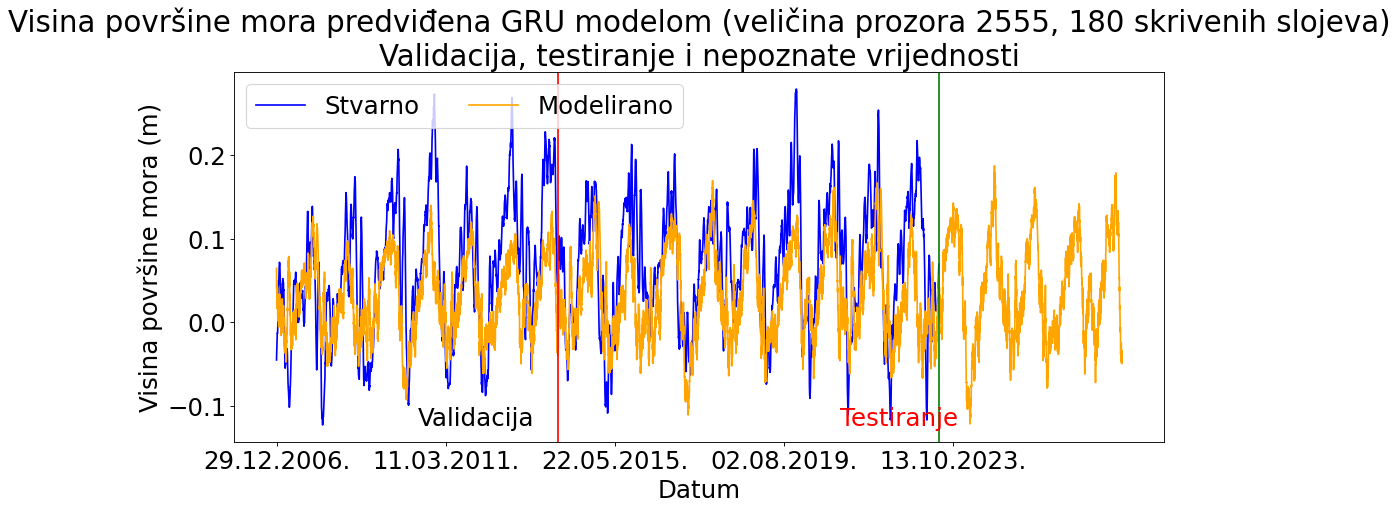 Visina površine mora predviđena GRU modelom (veličina prozora 2555, 180 skrivenih slojeva)
Validacija, testiranje i nepoznate vrijednosti
Stvarno
Modelirano
Visina površine mora (m)
0.2
0.1
0.0
−0.1
Validacija
Testiranje
29.12.2006.
11.03.2011.
22.05.2015.
02.08.2019.
13.10.2023.
Datum